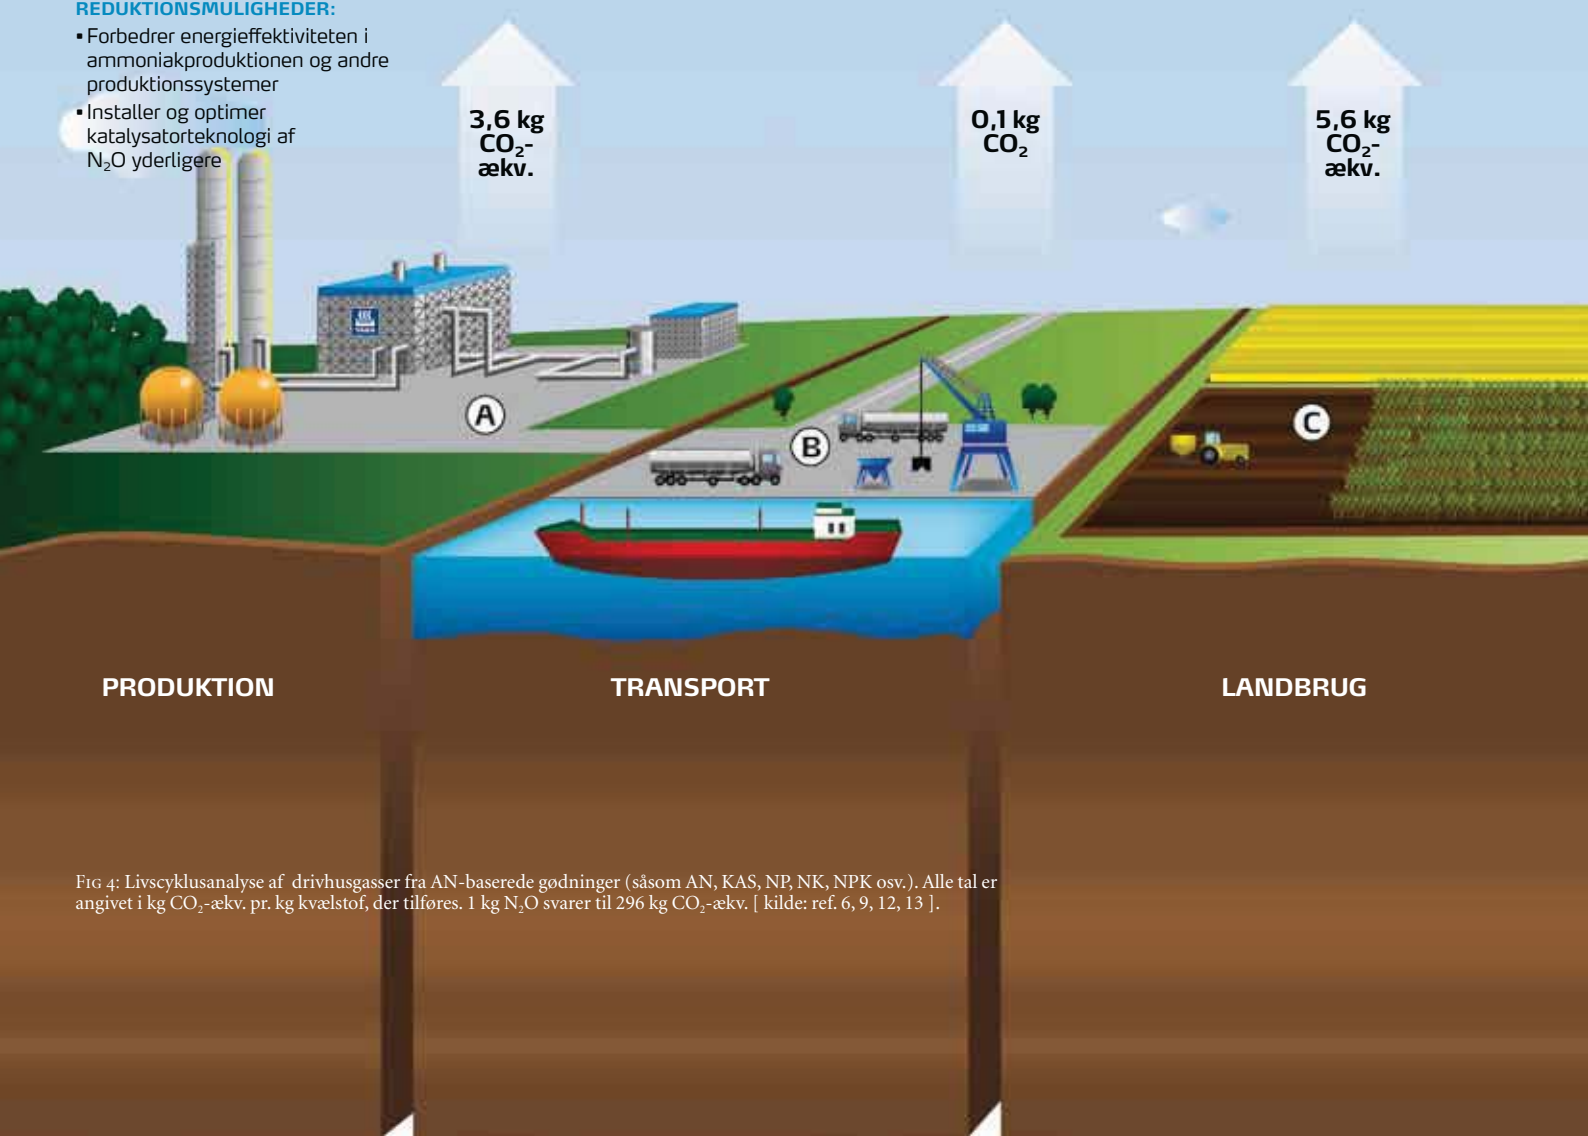 REDUKTIONSMULIGHEDER:
▪ Forbedrer energieffektiviteten i
ammoniakproduktionen og andre
produktionssystemer
▪ Installer og optimer
katalysatorteknologi af
N₂O yderligere
3,6 kg
CO₂-
ækv.
0,1 kg
CO₂
5,6 kg
CO₂-
ækv.
A
B
C
PRODUKTION
TRANSPORT
LANDBRUG
FIG 4: Livscyklusanalyse af drivhusgasser fra AN-baserede gødninger (såsom AN, KAS, NP, NK, NPK osv.). Alle tal er
angivet i kg CO₂-ækv. pr. kg kvælstof, der tilføres. 1 kg N₂O svarer til 296 kg CO₂-ækv. [ kilde: ref. 6, 9, 12, 13 ].